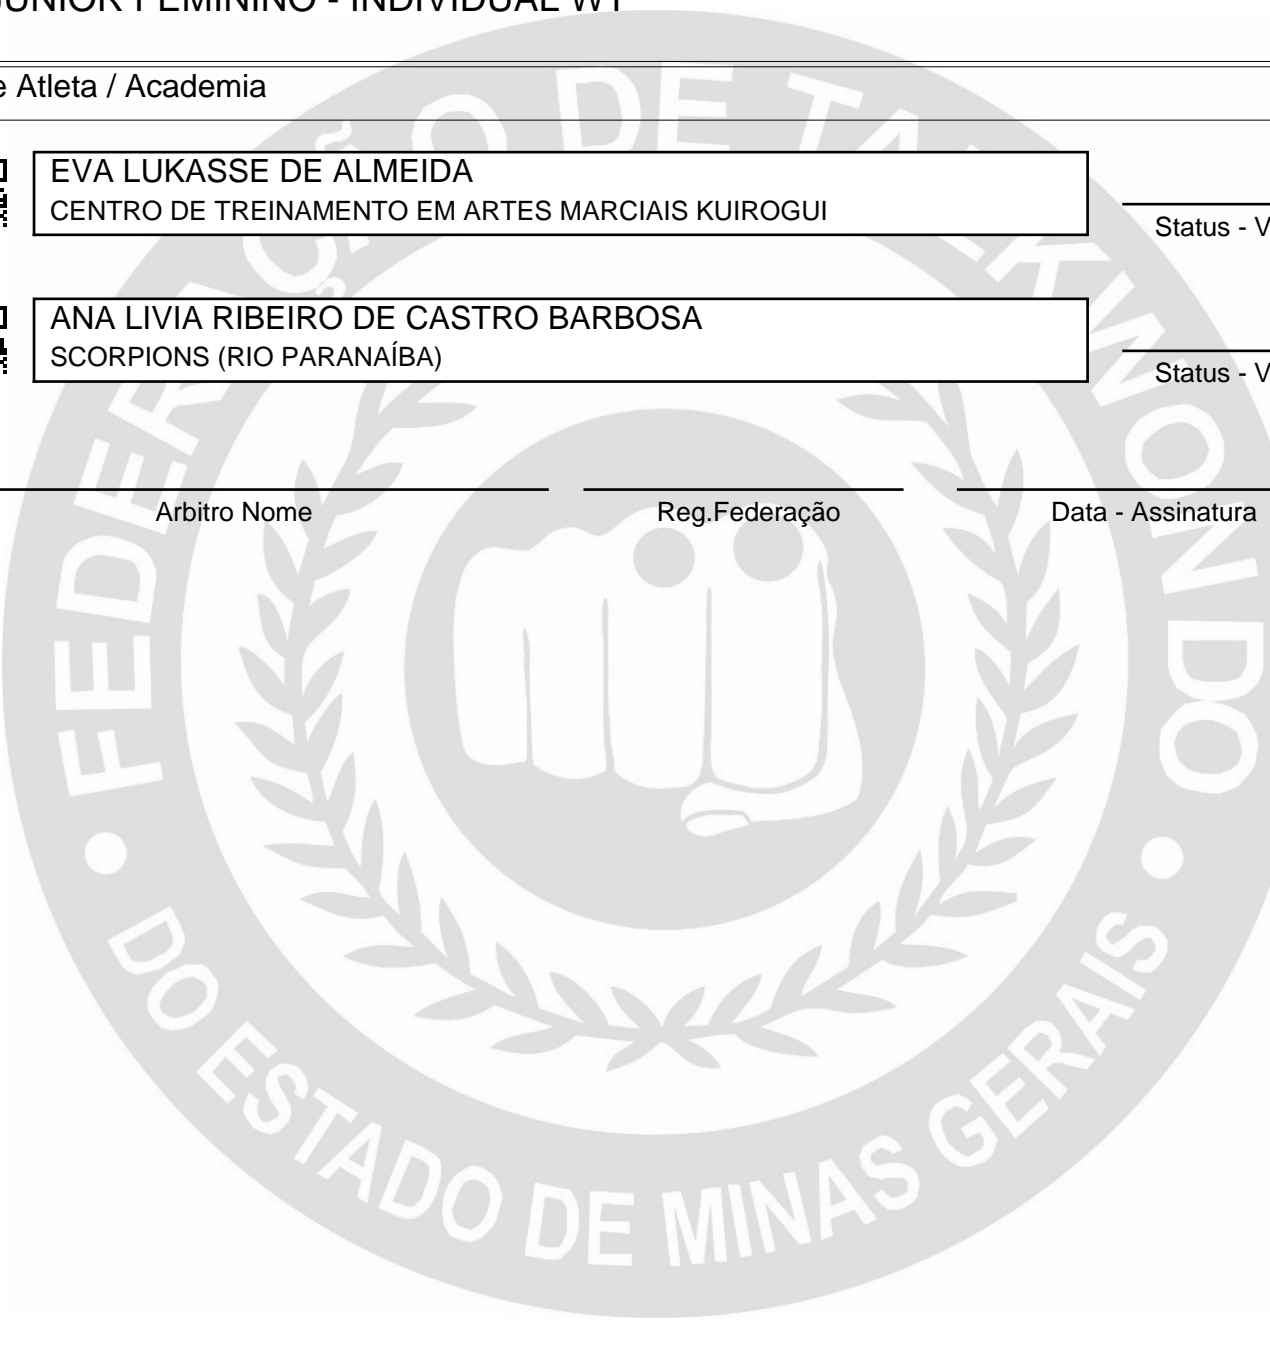 JUNIOR FEMININO - INDIVIDUAL WT
e Atleta / Academia
EVA LUKASSE DE ALMEIDA
CENTRO DE TREINAMENTO EM ARTES MARCIAIS KUIROGUI
Status - V
ANA LIVIA RIBEIRO DE CASTRO BARBOSA
SCORPIONS (RIO PARANAÍBA)
Status - V
Arbitro Nome Reg.Federação Data - Assinatura
FEDERAÇÃO DE TAEKWONDO
DO ESTADO DE MINAS GERAIS